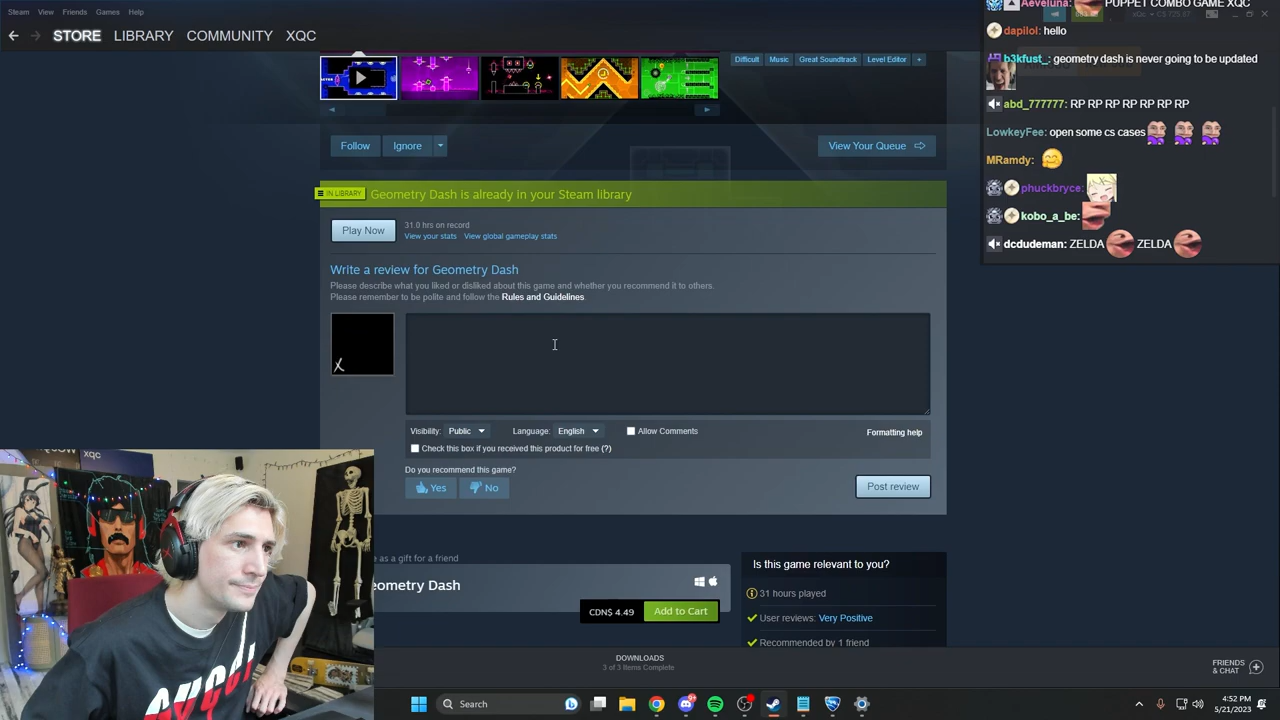 Steam View Friends Games Help
STORE LIBRARY COMMUNITY XQC
Difficult Music Great Soundtrack Level Editor +
Follow Ignore View Your Queue
IN LIBRARY Geometry Dash is already in your Steam library
Play Now 31.0 hrs on record
View your stats View global gameplay stats
Write a review for Geometry Dash
Please describe what you liked or disliked about this game and whether you recommend it to others.
Please remember to be polite and follow the Rules and Guidelines
Visibility: Public Language: English Allow Comments Formatting help
Check this box if you received this product for free (?)
Do you recommend this game?
Yes No Post review
e as a gift for a friend
eometry Dash
CDN$ 4.49 Add to Cart
Is this game relevant to you?
31 hours played
User reviews: Very Positive
Recommended by 1 friend
DOWNLOADS
3 of 3 Items Complete
FRIENDS
& CHAT +
Aeveluna: PUPPET COMBO GAME XQC
dapilol: hello
b3kfust_: geometry dash is never going to be updated
abd_777777: RP RP RP RP RP RP RP
LowkeyFee: open some cs cases
MRamdy:
phuckbryce:
kobo_a_be:
dcdudeman: ZELDA ZELDA
xqc
Search
4:52 PM
5/21/2023